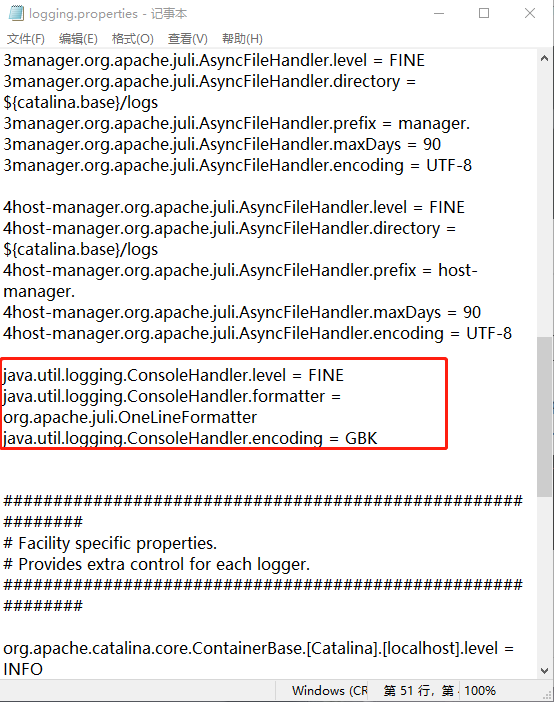 logging.properties - 记事本
文件(F) 编辑(E) 格式(O) 查看(V) 帮助(H)
3manager.org.apache.juli.AsyncFileHandler.level = FINE
3manager.org.apache.juli.AsyncFileHandler.directory =
${catalina.base}/logs
3manager.org.apache.juli.AsyncFileHandler.prefix = manager.
3manager.org.apache.juli.AsyncFileHandler.maxDays = 90
3manager.org.apache.juli.AsyncFileHandler.encoding = UTF-8
4host-manager.org.apache.juli.AsyncFileHandler.level = FINE
4host-manager.org.apache.juli.AsyncFileHandler.directory =
${catalina.base}/logs
4host-manager.org.apache.juli.AsyncFileHandler.prefix = host-
manager.
4host-manager.org.apache.juli.AsyncFileHandler.maxDays = 90
4host-manager.org.apache.juli.AsyncFileHandler.encoding = UTF-8
java.util.logging.ConsoleHandler.level = FINE
java.util.logging.ConsoleHandler.formatter =
org.apache.juli.OneLineFormatter
java.util.logging.ConsoleHandler.encoding = GBK
####################################################
########
# Facility specific properties.
# Provides extra control for each logger.
####################################################
########
org.apache.catalina.core.ContainerBase.[Catalina].[localhost].level =
INFO
Windows (CR 第 51 行，第 100%